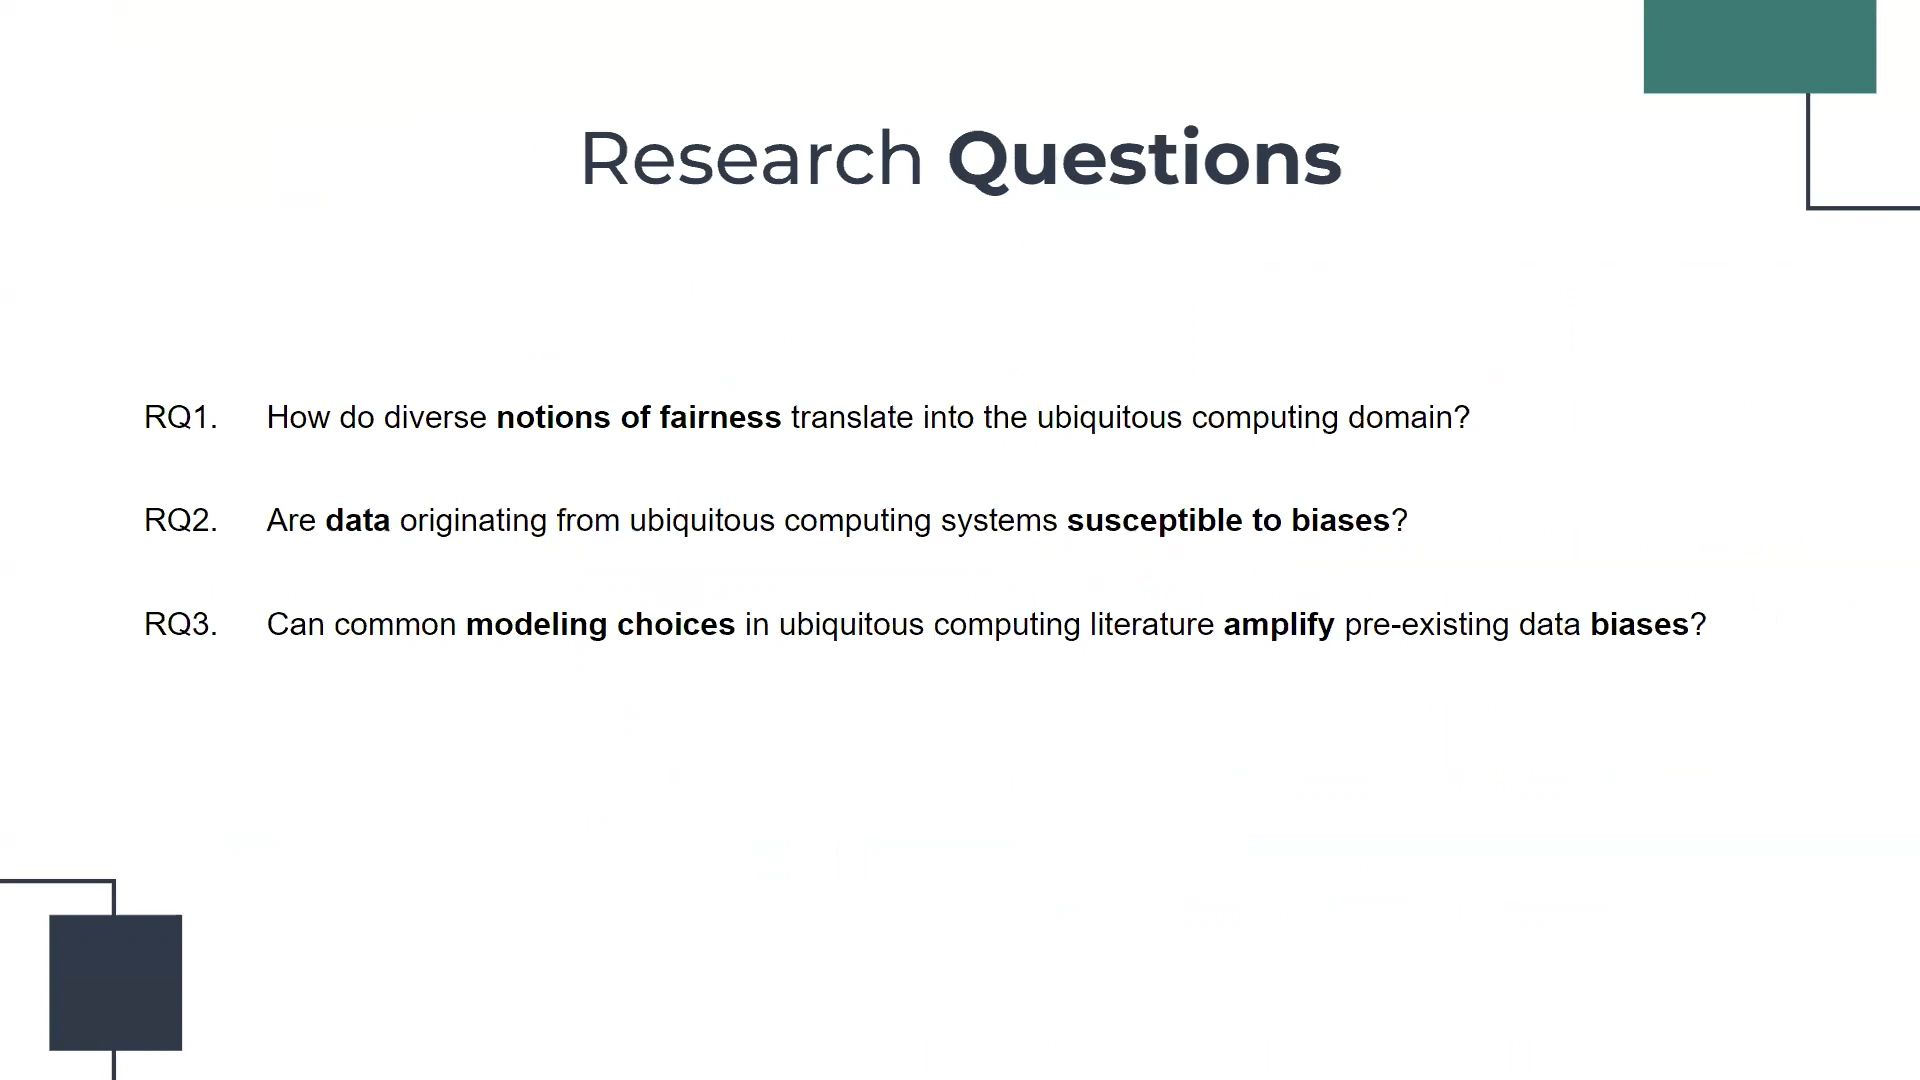 Research Questions
RQ1. How do diverse notions of fairness translate into the ubiquitous computing domain?
RQ2. Are data originating from ubiquitous computing systems susceptible to biases?
RQ3. Can common modeling choices in ubiquitous computing literature amplify pre-existing data biases?